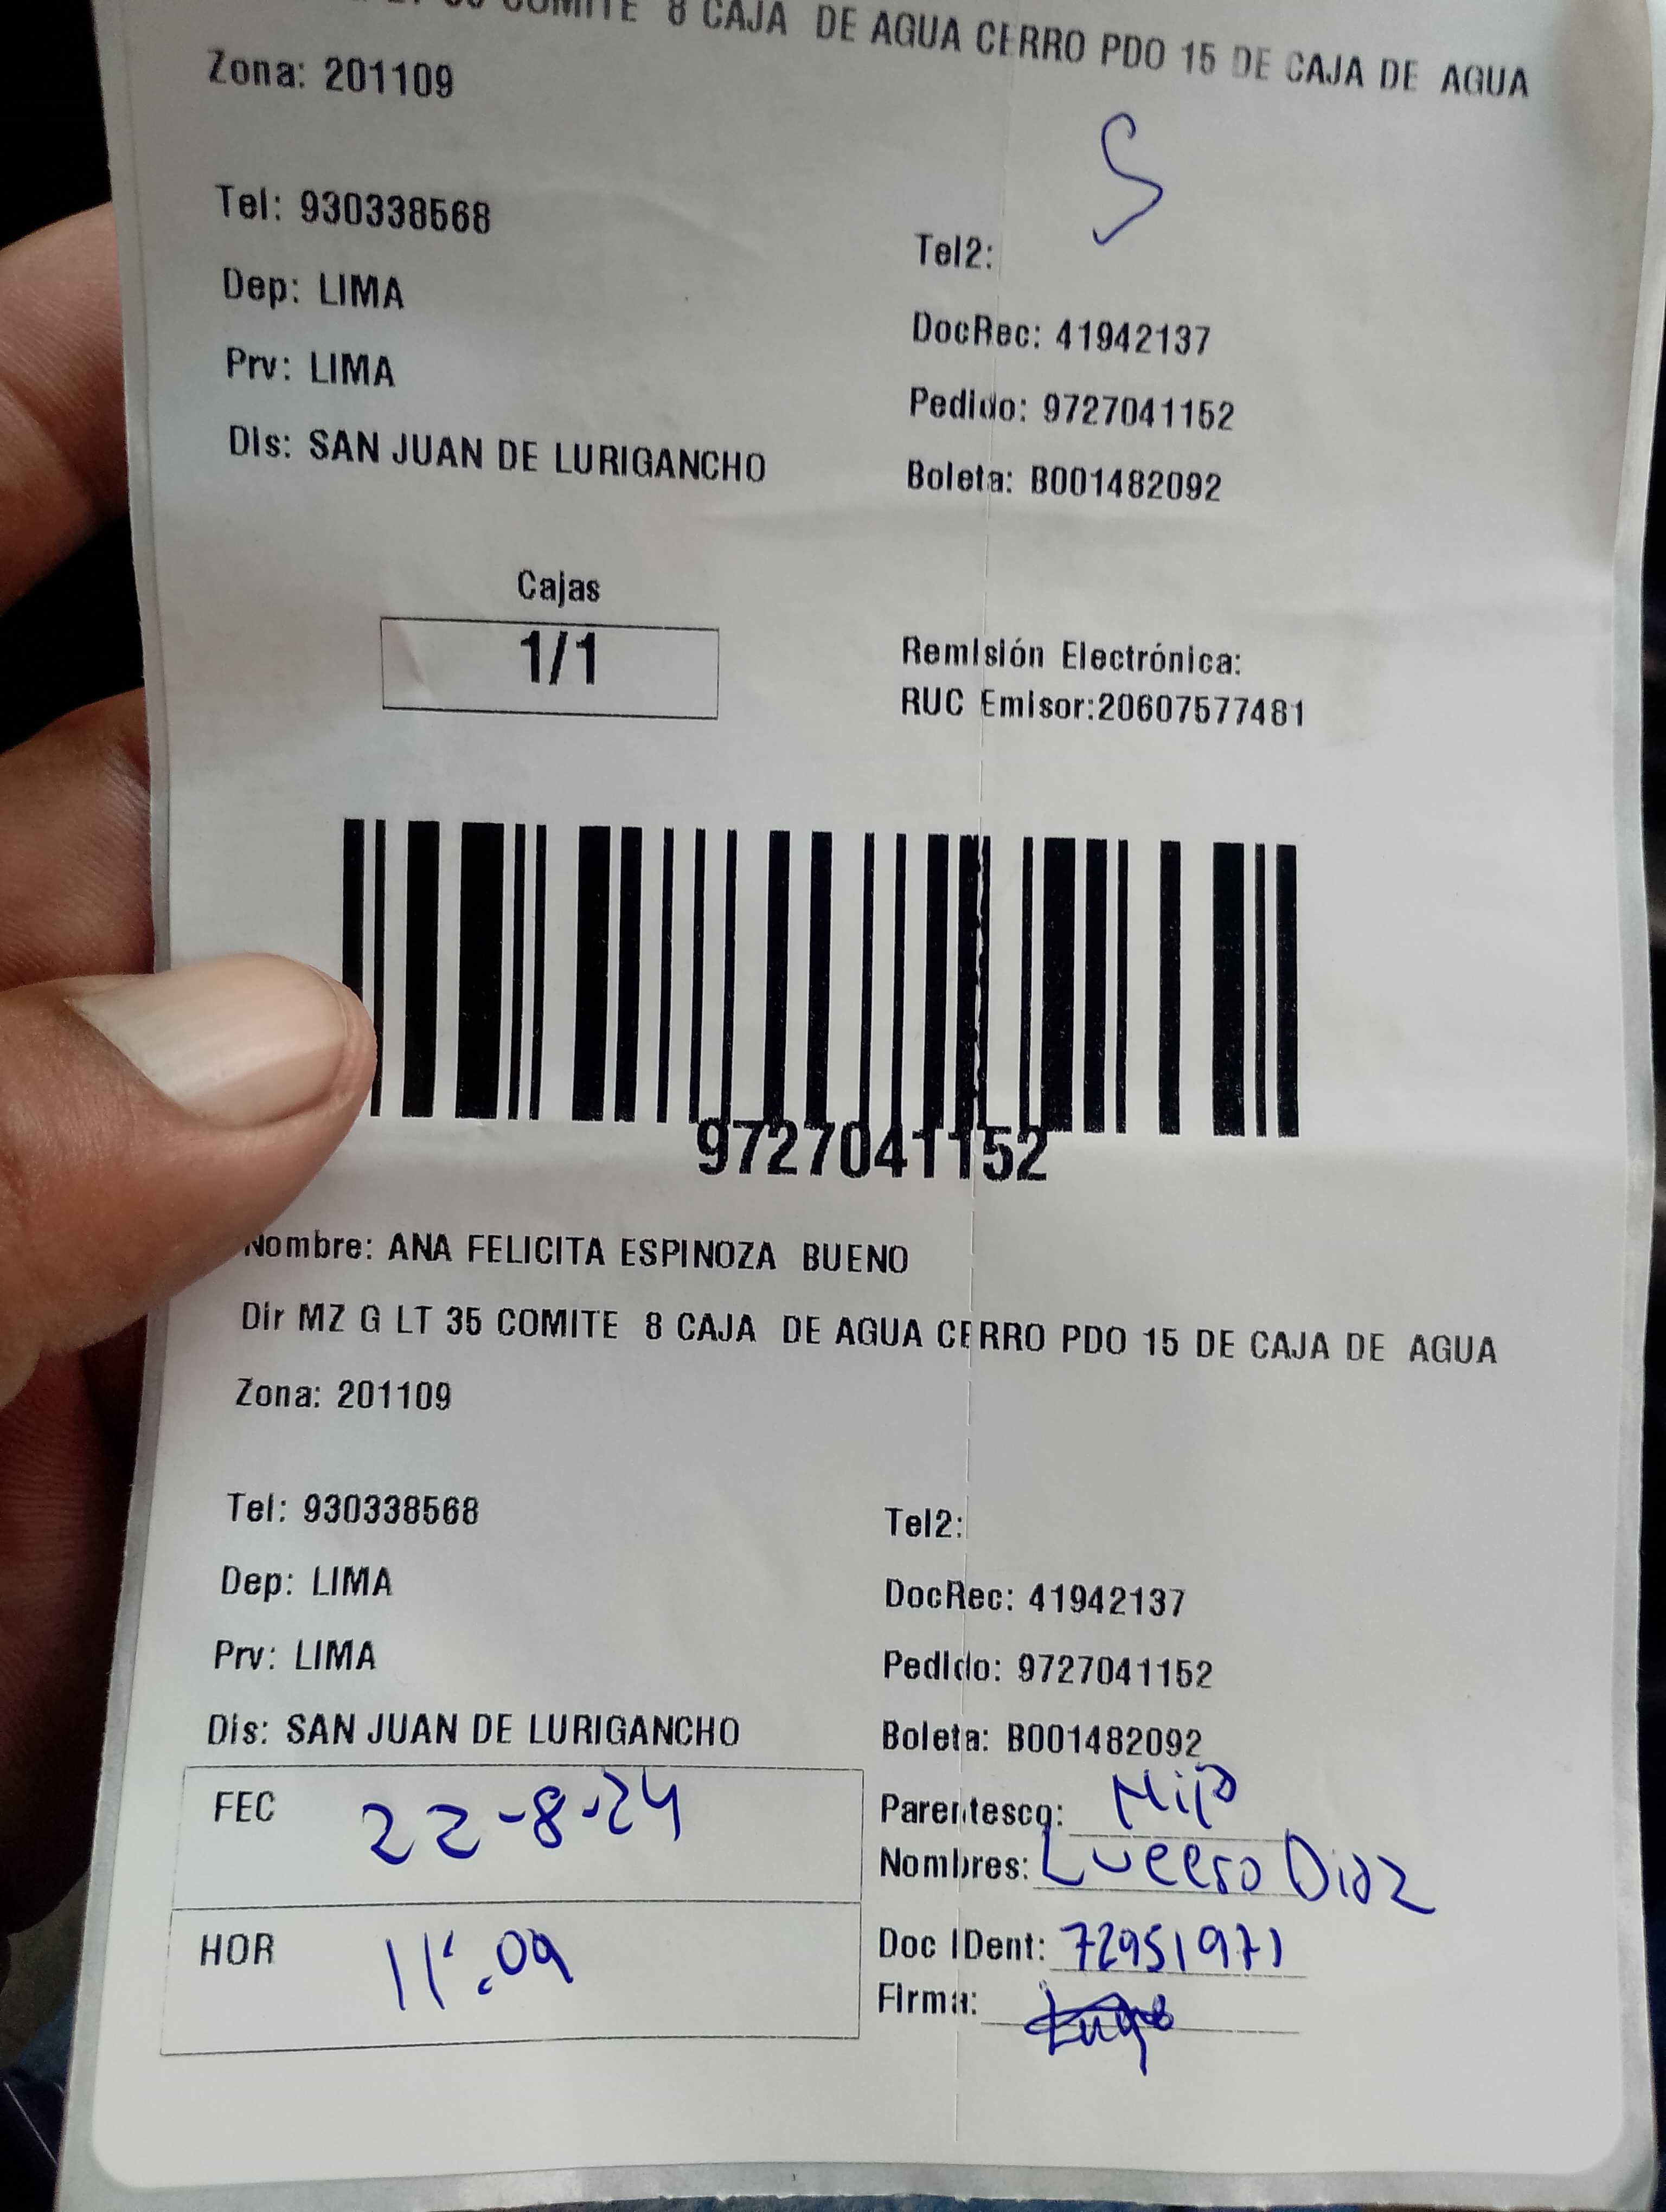 COMITE 8 CAJA DE AGUA CERRO PDO 15 DE CAJA DE AGUA
Zona: 201109
S
Tel: 930338568
Tel2:
Dep: LIMA
DocRec: 41942137
Prv: LIMA
Pedido: 9727041152
Dis: SAN JUAN DE LURIGANCHO
Boleta: B001482092
Cajas
1/1
Remisión Electrónica:
RUC Emisor:20607577481
9727041152
Nombre: ANA FELICITA ESPINOZA BUENO
Dir MZ G LT 35 COMITE 8 CAJA DE AGUA CERRO PDO 15 DE CAJA DE AGUA
Zona: 201109
Tel: 930338568
Tel2:
Dep: LIMA
DocRec: 41942137
Prv: LIMA
Pedido: 9727041152
Dis: SAN JUAN DE LURIGANCHO
Boleta: B001482092
FEC 22-8-24
Parentesco: Hija
Nombres: Lucero Diaz
HOR 11:09
Doc IDent: 72951971
Firma: